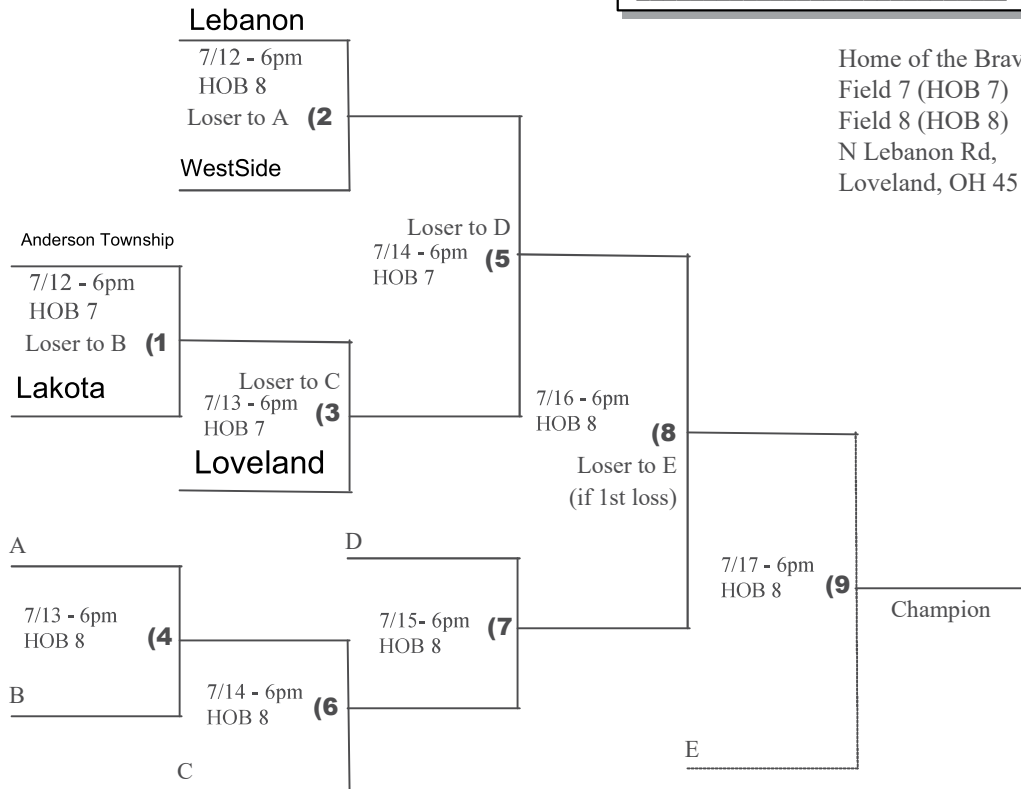 Lebanon
7/12 - 6pm
HOB 8
Loser to A (2
WestSide
Home of the Brav
Field 7 (HOB 7)
Field 8 (HOB 8)
N Lebanon Rd,
Loveland, OH 45
Anderson Township
7/12 - 6pm
HOB 7
Loser to B (1
Lakota
Loser to D
7/14 - 6pm (5
HOB 7
Loser to C
7/13 - 6pm (3
HOB 7
Loveland
7/16 - 6pm
HOB 8
(8
Loser to E
(if 1st loss)
A
7/13 - 6pm
HOB 8 (4
B
D
7/15- 6pm (7
HOB 8
7/14 - 6pm
HOB 8 (6
C
7/17 - 6pm
HOB 8 (9
Champion
E